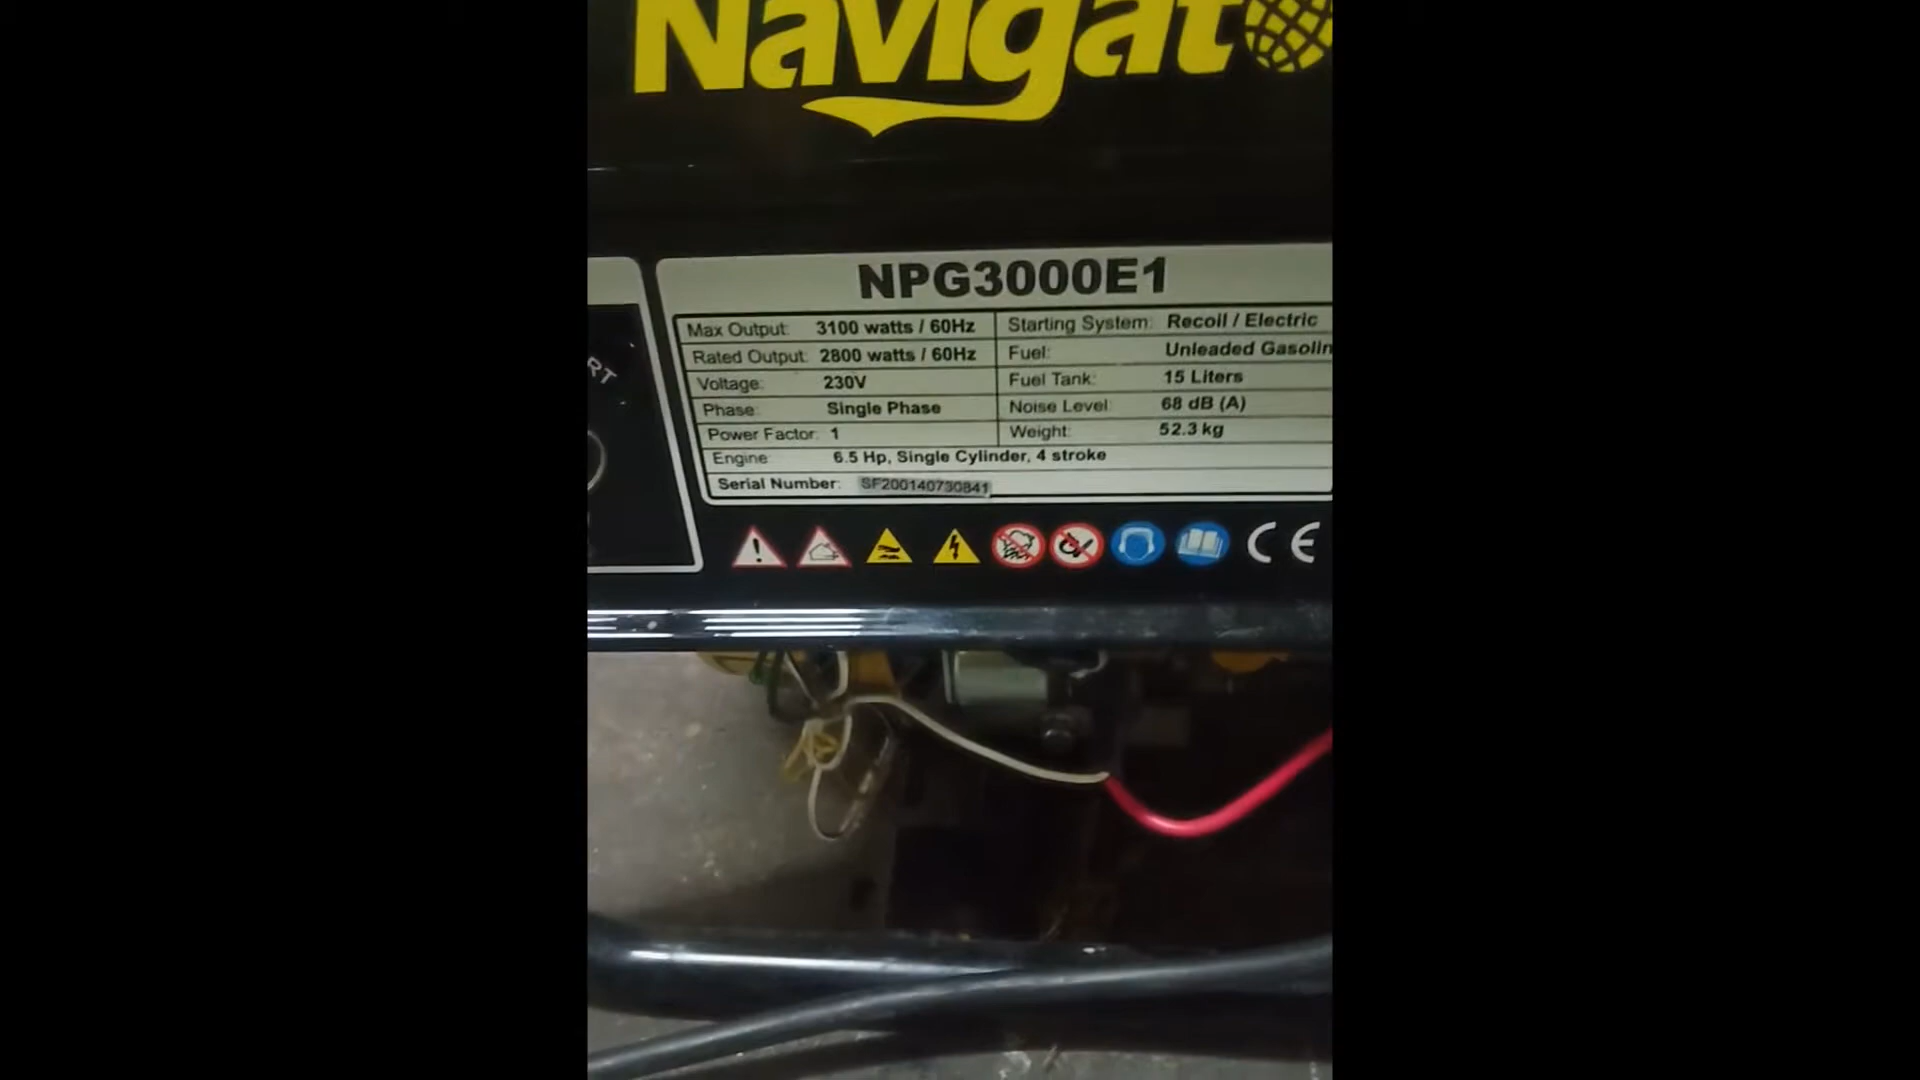 Navigat
NPG3000E1
Max Output: 3100 watts / 60Hz Starting System: Recoil / Electric
Rated Output: 2800 watts / 60Hz Fuel: Unleaded Gasolin
Voltage: 230V Fuel Tank: 15 Liters
Phase: Single Phase Noise Level: 68 dB (A)
Power Factor: 1 Weight: 52.3 kg
Engine: 6.5 Hp, Single Cylinder, 4 stroke
Serial Number: SF200140730841
RT
CE